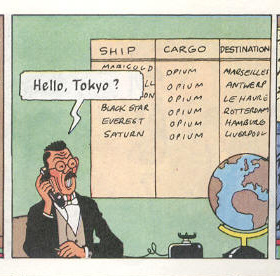 SHIP CARGO DESTINATION
MARIGOLD OPIUM MARSEILLES
OPIUM ANTWERP
OPIUM LE HAVRE
BLACK STAR OPIUM ROTTERDAM
EVEREST OPIUM HAMBURG
SATURN OPIUM LIVERPOOL
Hello, Tokyo ?